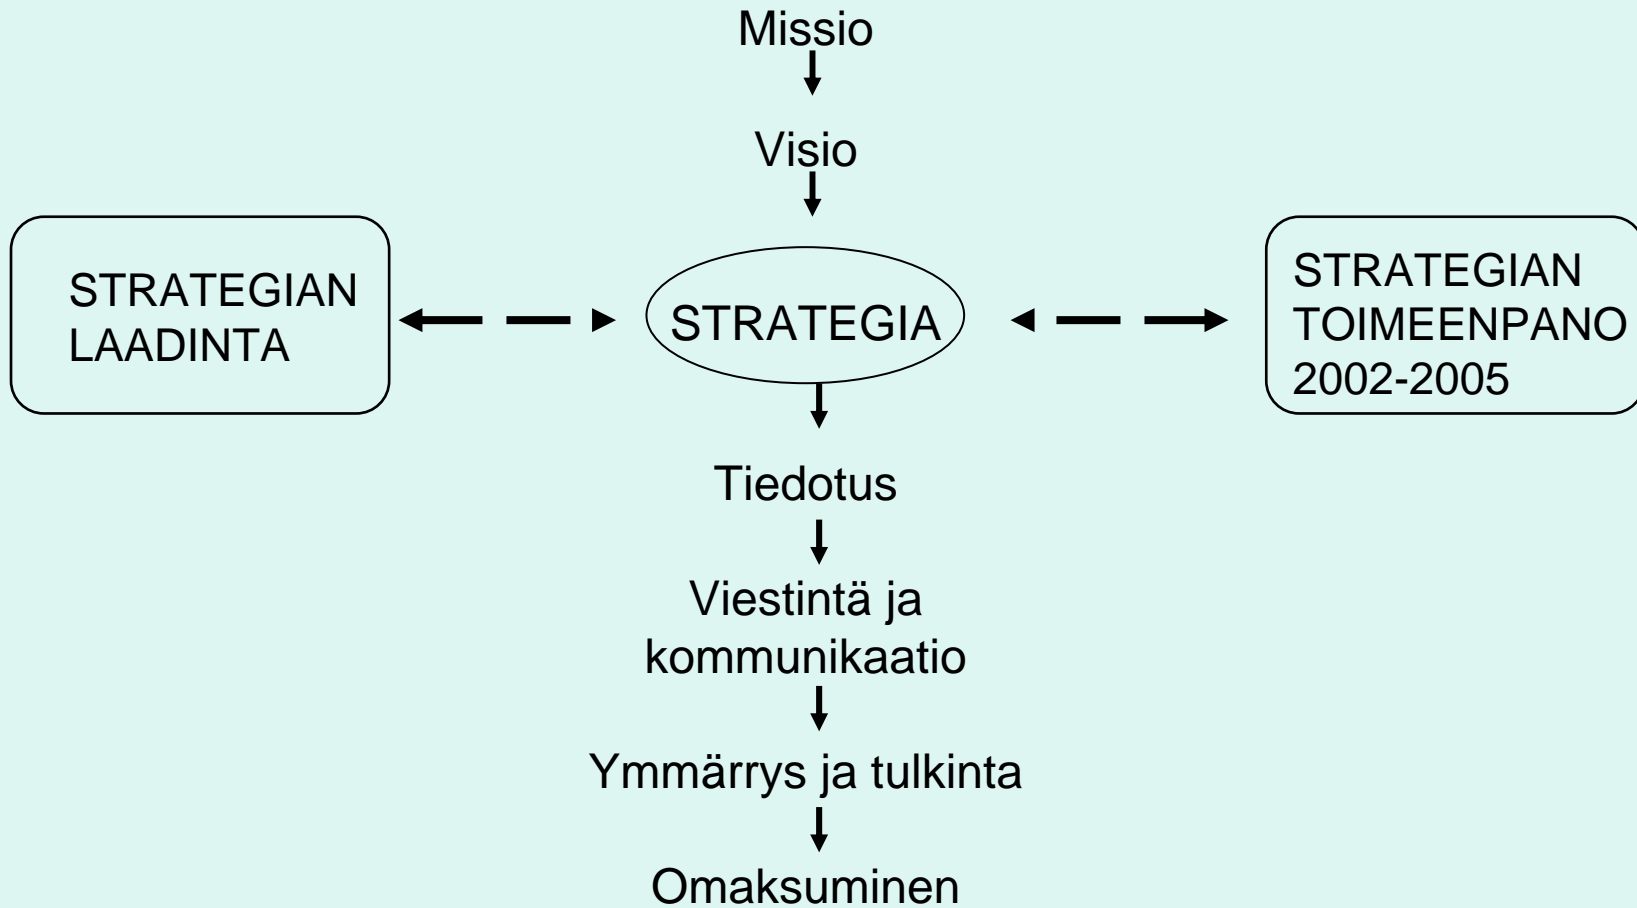 Missio
Visio
STRATEGIAN
LAADINTA
STRATEGIA
STRATEGIAN
TOIMEENPANO
2002-2005
Tiedotus
Viestintä ja
kommunikaatio
Ymmärrys ja tulkinta
Omaksuminen